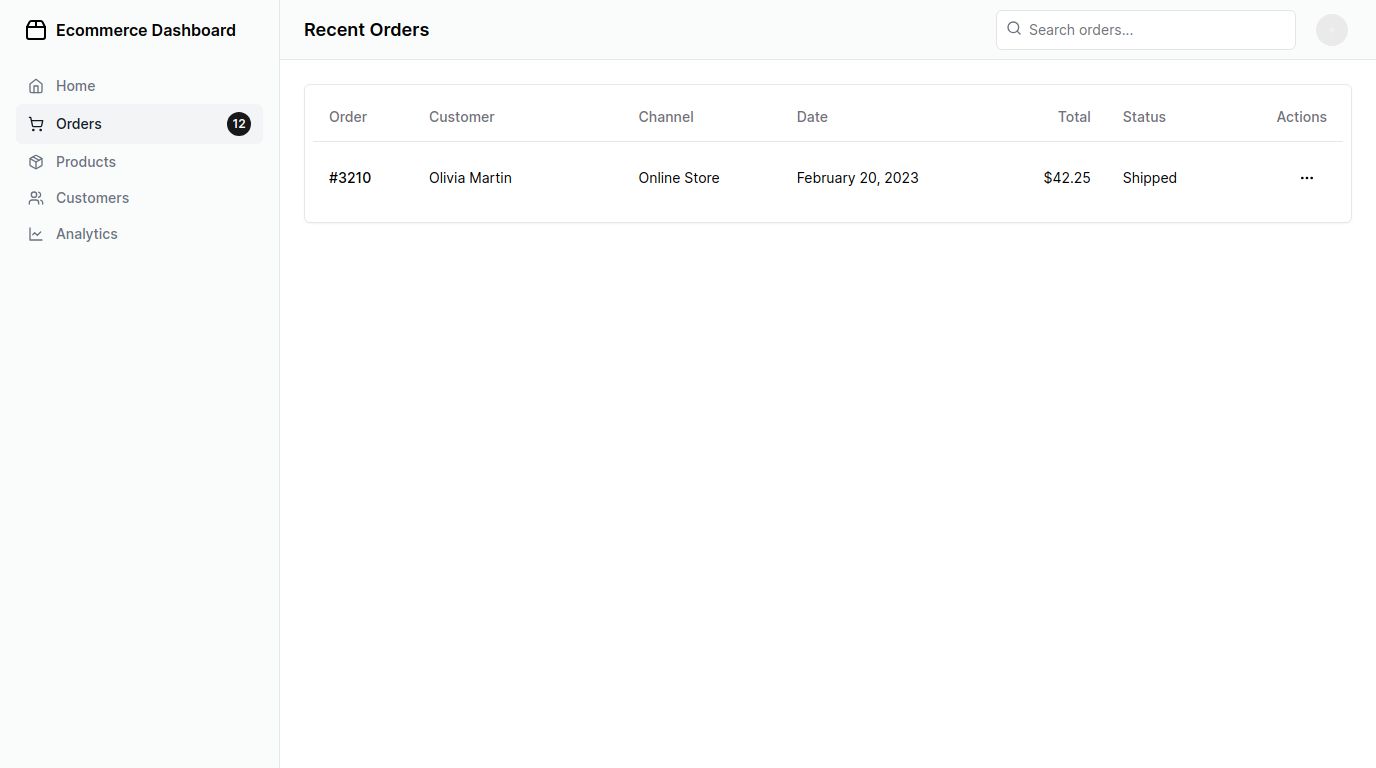 Ecommerce Dashboard
Home
Orders 12
Products
Customers
Analytics
Recent Orders
Search orders...
Order Customer Channel Date Total Status Actions
#3210 Olivia Martin Online Store February 20, 2023 $42.25 Shipped ...